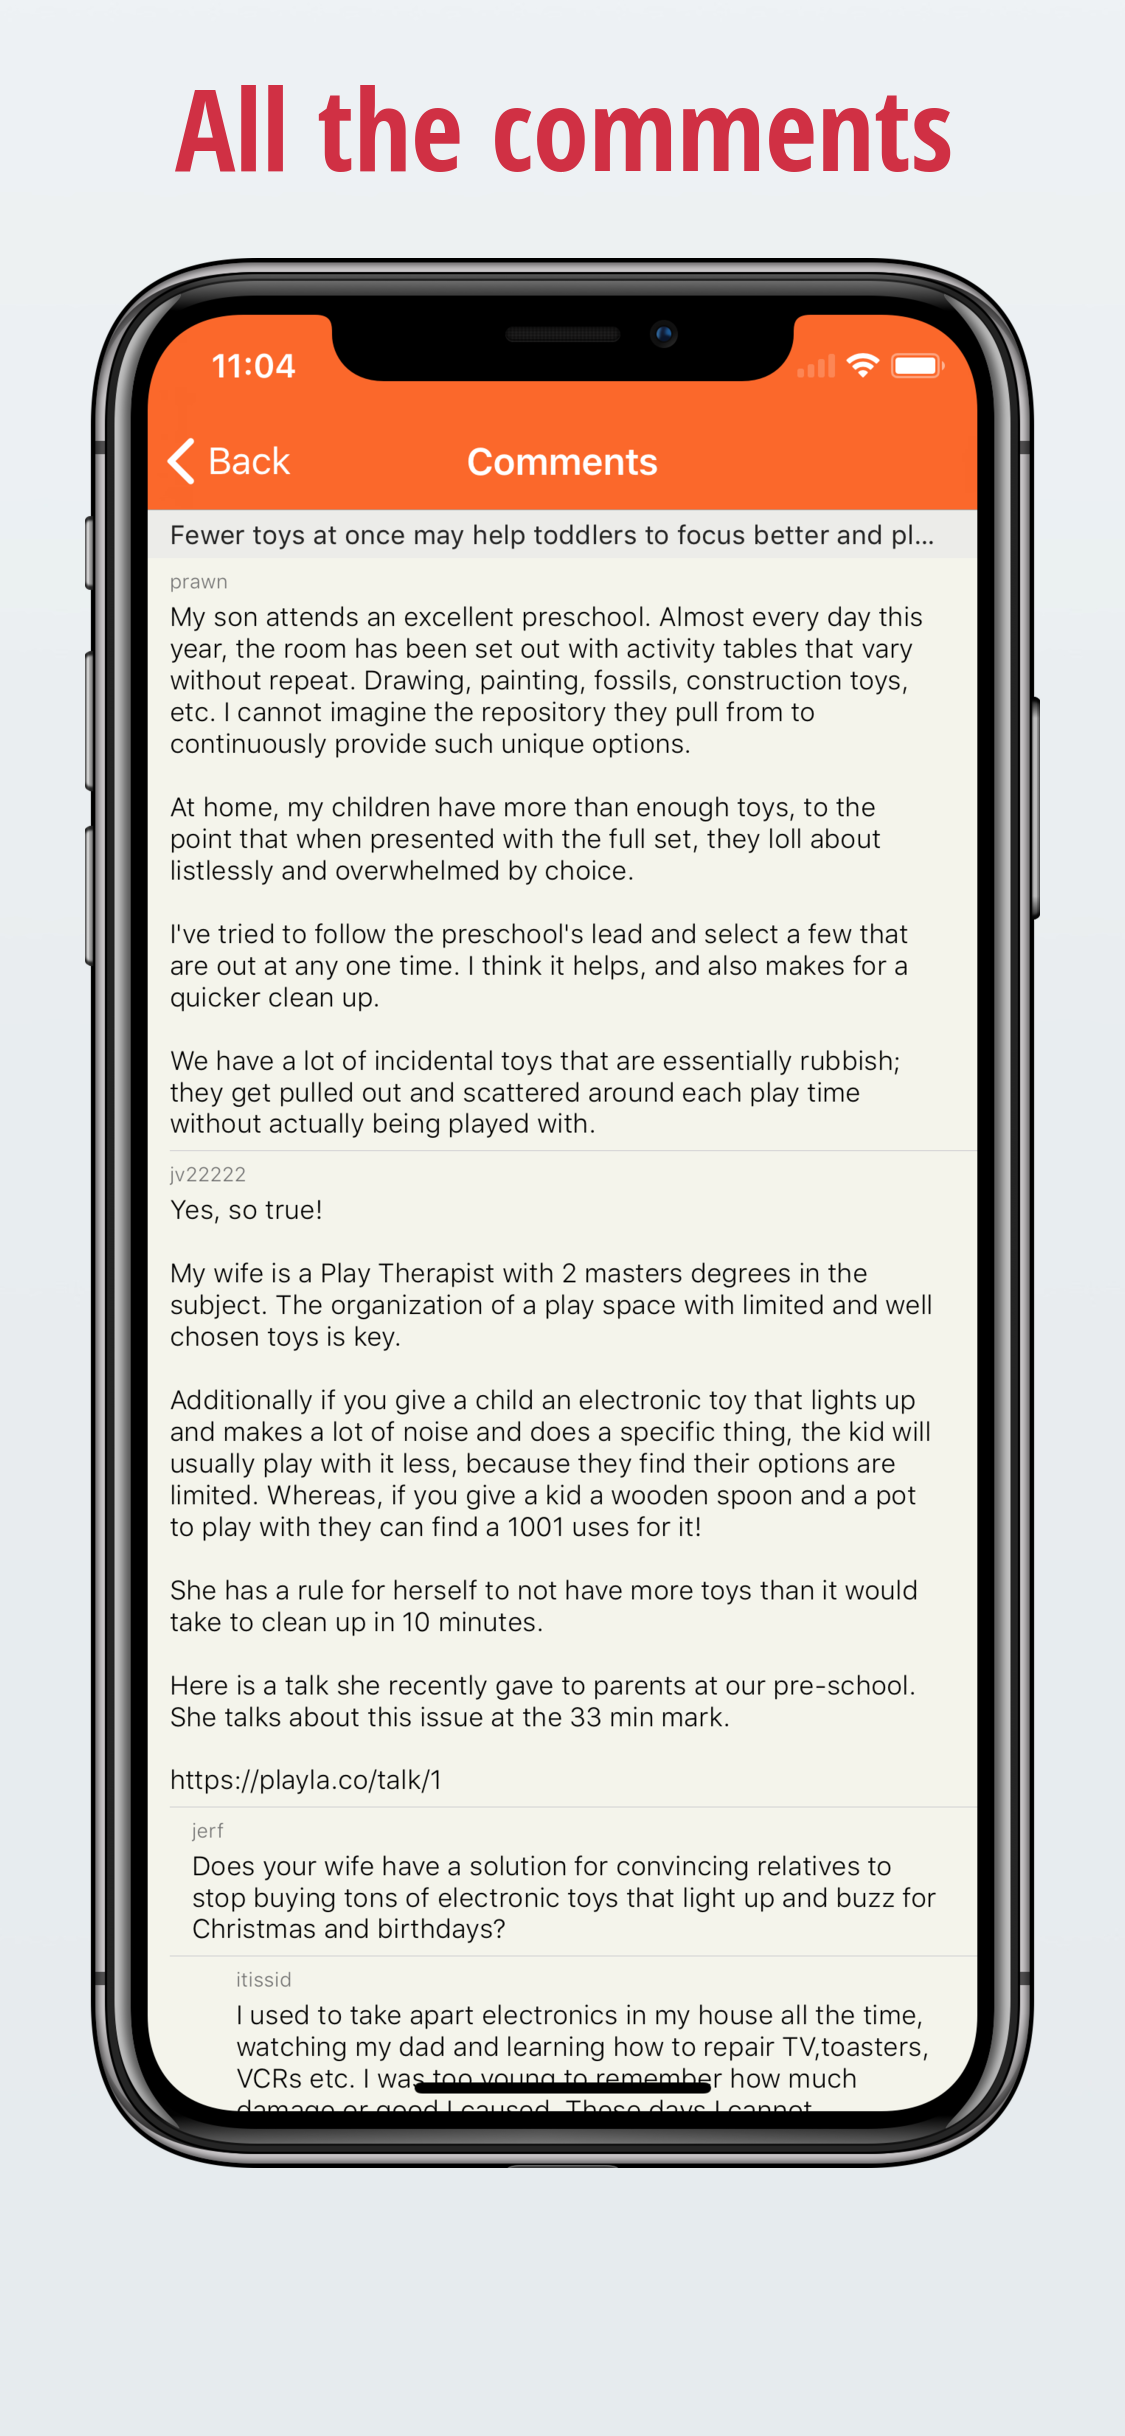 All the comments
11:04
Back
Comments
Fewer toys at once may help toddlers to focus better and pl...
prawn
My son attends an excellent preschool. Almost every day this
year, the room has been set out with activity tables that vary
without repeat. Drawing, painting, fossils, construction toys,
etc. I cannot imagine the repository they pull from to
continuously provide such unique options.
At home, my children have more than enough toys, to the
point that when presented with the full set, they loll about
listlessly and overwhelmed by choice.
I've tried to follow the preschool's lead and select a few that
are out at any one time. I think it helps, and also makes for a
quicker clean up.
We have a lot of incidental toys that are essentially rubbish;
they get pulled out and scattered around each play time
without actually being played with.
jv22222
Yes, so true!
My wife is a Play Therapist with 2 masters degrees in the
subject. The organization of a play space with limited and well
chosen toys is key.
Additionally if you give a child an electronic toy that lights up
and makes a lot of noise and does a specific thing, the kid will
usually play with it less, because they find their options are
limited. Whereas, if you give a kid a wooden spoon and a pot
to play with they can find a 1001 uses for it!
She has a rule for herself to not have more toys than it would
take to clean up in 10 minutes.
Here is a talk she recently gave to parents at our pre-school.
She talks about this issue at the 33 min mark.
https://playla.co/talk/1
jerf
Does your wife have a solution for convincing relatives to
stop buying tons of electronic toys that light up and buzz for
Christmas and birthdays?
itissid
I used to take apart electronics in my house all the time,
watching my dad and learning how to repair TV,toasters,
VCRs etc. I was too young to remember how much
damage or good I caused. These days I cannot